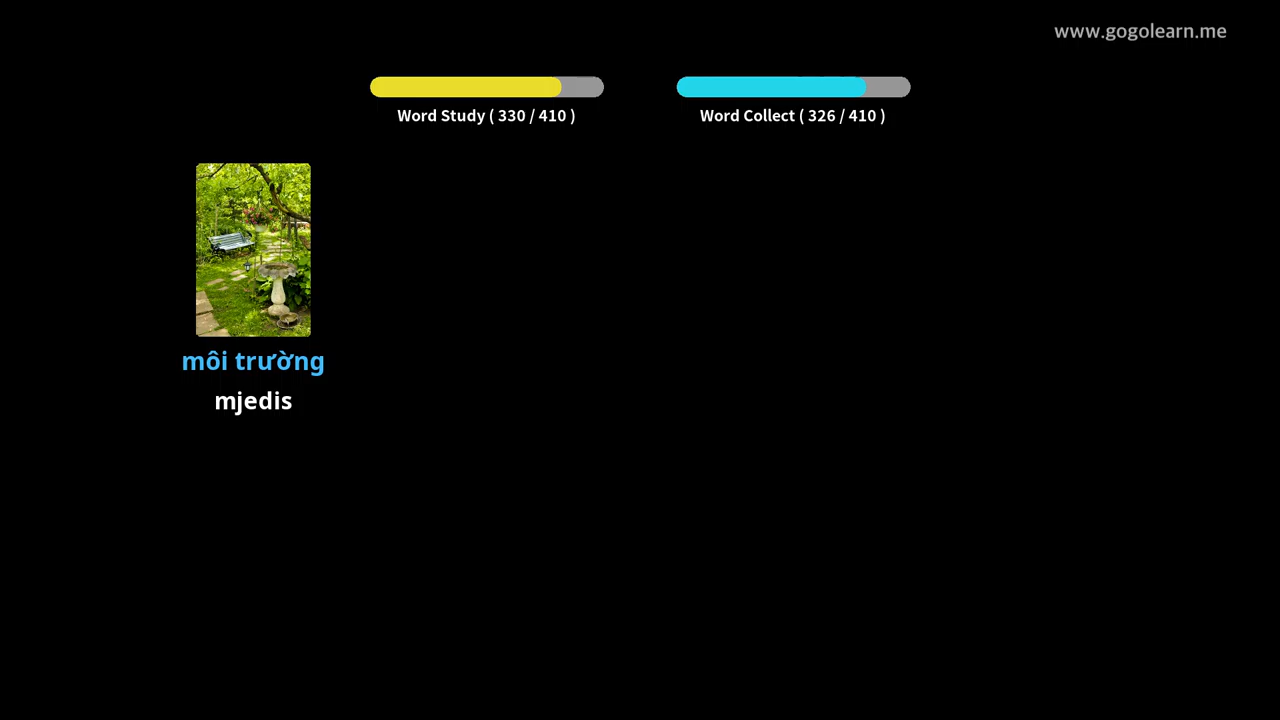 www.gogolearn.me
Word Study ( 330 / 410 )
Word Collect ( 326 / 410 )
môi trường
mjedis